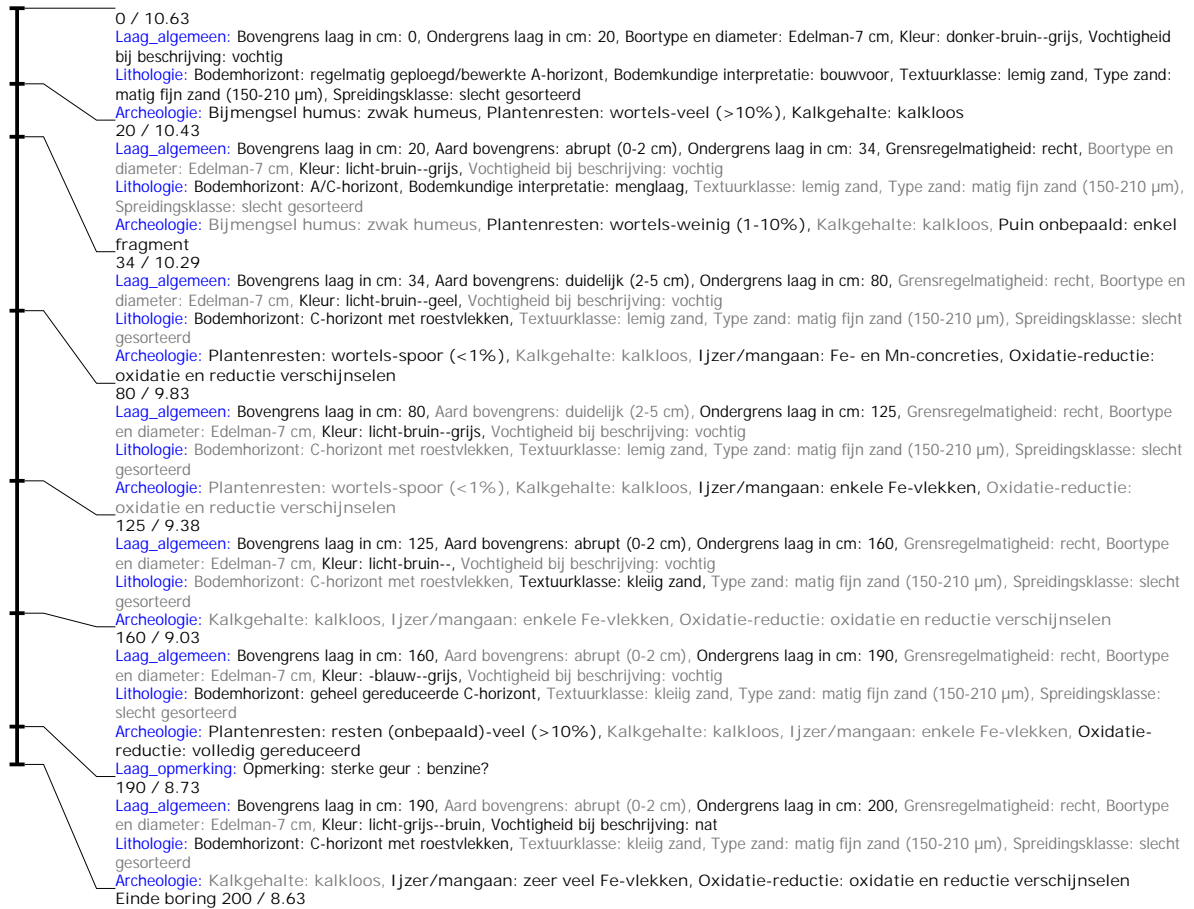 0 / 10.63
Laag_algemeen: Bovengrens laag in cm: 0, Ondergrens laag in cm: 20, Boortype en diameter: Edelman-7 cm, Kleur: donker-bruin--grijs, Vochtigheid
bij beschrijving: vochtig
Lithologie: Bodemhorizont: regelmatig geploegd/bewerkte A-horizont, Bodemkundige interpretatie: bouwvoor, Textuurklasse: lemig zand, Type zand:
matig fijn zand (150-210 µm), Spreidingsklasse: slecht gesorteerd
Archeologie: Bijmengsel humus: zwak humeus, Plantenresten: wortels-veel (>10%), Kalkgehalte: kalkloos
20 / 10.43
Laag_algemeen: Bovengrens laag in cm: 20, Aard bovengrens: abrupt (0-2 cm), Ondergrens laag in cm: 34, Grensregelmatigheid: recht, Boortype en
diameter: Edelman-7 cm, Kleur: licht-bruin--grijs, Vochtigheid bij beschrijving: vochtig
Lithologie: Bodemhorizont: A/C-horizont, Bodemkundige interpretatie: menglaag, Textuurklasse: lemig zand, Type zand: matig fijn zand (150-210 µm),
Spreidingsklasse: slecht gesorteerd
Archeologie: Bijmengsel humus: zwak humeus, Plantenresten: wortels-weinig (1-10%), Kalkgehalte: kalkloos, Puin onbepaald: enkel
fragment
34 / 10.29
Laag_algemeen: Bovengrens laag in cm: 34, Aard bovengrens: duidelijk (2-5 cm), Ondergrens laag in cm: 80, Grensregelmatigheid: recht, Boortype en
diameter: Edelman-7 cm, Kleur: licht-bruin--geel, Vochtigheid bij beschrijving: vochtig
Lithologie: Bodemhorizont: C-horizont met roestvlekken, Textuurklasse: lemig zand, Type zand: matig fijn zand (150-210 µm), Spreidingsklasse: slecht
gesorteerd
Archeologie: Plantenresten: wortels-spoor (<1%), Kalkgehalte: kalkloos, Ijzer/mangaan: Fe- en Mn-concreties, Oxidatie-reductie:
oxidatie en reductie verschijnselen
80 / 9.83
Laag_algemeen: Bovengrens laag in cm: 80, Aard bovengrens: duidelijk (2-5 cm), Ondergrens laag in cm: 125, Grensregelmatigheid: recht, Boortype
en diameter: Edelman-7 cm, Kleur: licht-bruin--grijs, Vochtigheid bij beschrijving: vochtig
Lithologie: Bodemhorizont: C-horizont met roestvlekken, Textuurklasse: lemig zand, Type zand: matig fijn zand (150-210 µm), Spreidingsklasse: slecht
gesorteerd
Archeologie: Plantenresten: wortels-spoor (<1%), Kalkgehalte: kalkloos, Ijzer/mangaan: enkele Fe-vlekken, Oxidatie-reductie:
oxidatie en reductie verschijnselen
125 / 9.38
Laag_algemeen: Bovengrens laag in cm: 125, Aard bovengrens: abrupt (0-2 cm), Ondergrens laag in cm: 160, Grensregelmatigheid: recht, Boortype
en diameter: Edelman-7 cm, Kleur: licht-bruin--, Vochtigheid bij beschrijving: vochtig
Lithologie: Bodemhorizont: C-horizont met roestvlekken, Textuurklasse: kleiig zand, Type zand: matig fijn zand (150-210 µm), Spreidingsklasse: slecht
gesorteerd
Archeologie: Kalkgehalte: kalkloos, Ijzer/mangaan: enkele Fe-vlekken, Oxidatie-reductie: oxidatie en reductie verschijnselen
160 / 9.03
Laag_algemeen: Bovengrens laag in cm: 160, Aard bovengrens: abrupt (0-2 cm), Ondergrens laag in cm: 190, Grensregelmatigheid: recht, Boortype
en diameter: Edelman-7 cm, Kleur: -blauw--grijs, Vochtigheid bij beschrijving: vochtig
Lithologie: Bodemhorizont: geheel gereduceerde C-horizont, Textuurklasse: kleiig zand, Type zand: matig fijn zand (150-210 µm), Spreidingsklasse:
slecht gesorteerd
Archeologie: Plantenresten: resten (onbepaald)-veel (>10%), Kalkgehalte: kalkloos, Ijzer/mangaan: enkele Fe-vlekken, Oxidatie-
reductie: volledig gereduceerd
Laag_opmerking: Opmerking: sterke geur : benzine?
190 / 8.73
Laag_algemeen: Bovengrens laag in cm: 190, Aard bovengrens: abrupt (0-2 cm), Ondergrens laag in cm: 200, Grensregelmatigheid: recht, Boortype
en diameter: Edelman-7 cm, Kleur: licht-grijs--bruin, Vochtigheid bij beschrijving: nat
Lithologie: Bodemhorizont: C-horizont met roestvlekken, Textuurklasse: kleiig zand, Type zand: matig fijn zand (150-210 µm), Spreidingsklasse: slecht
gesorteerd
Archeologie: Kalkgehalte: kalkloos, Ijzer/mangaan: zeer veel Fe-vlekken, Oxidatie-reductie: oxidatie en reductie verschijnselen
Einde boring 200 / 8.63